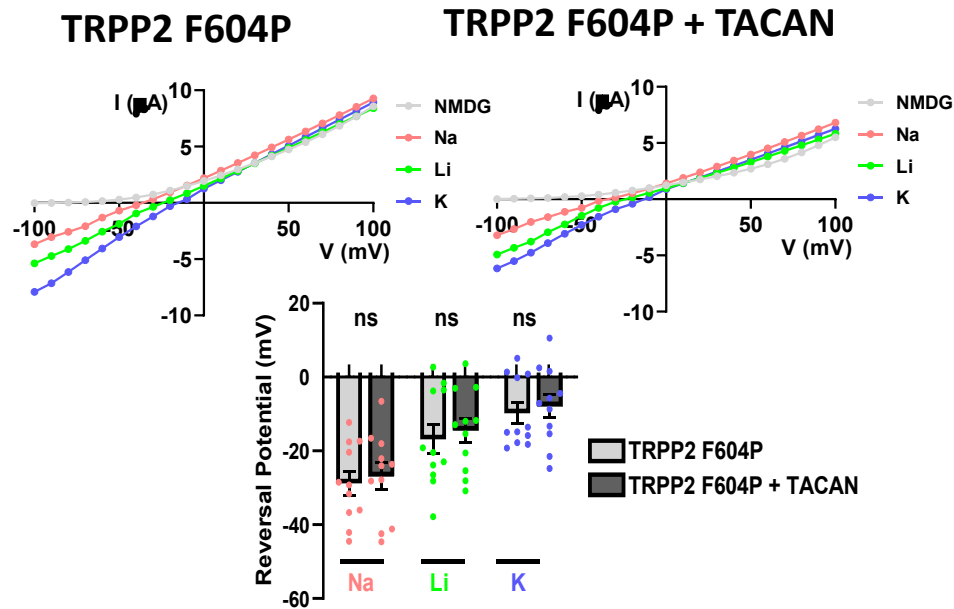 TRPP2 F604P
TRPP2 F604P + TACAN
10
5
-5
-10
-100
-50
50
100
I (μA)
V (mV)
NMDG
Na
Li
K
10
5
-5
-10
-100
-50
50
100
I (μA)
V (mV)
NMDG
Na
Li
K
Reversal Potential (mV)
20
0
-20
-40
-60
ns
ns
ns
Na
Li
K
TRPP2 F604P
TRPP2 F604P + TACAN